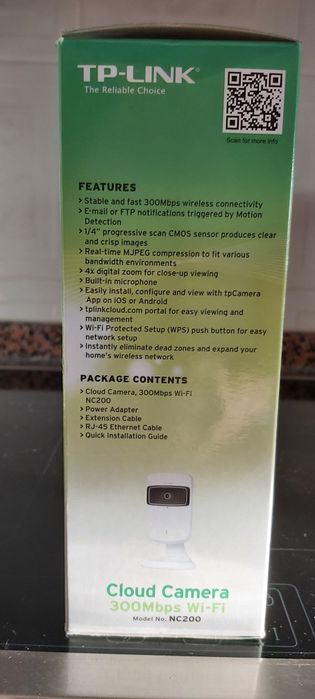 TP-LINK®
The Reliable Choice
Scan for more info
FEATURES
> Stable and fast 300Mbps wireless connectivity
> E-mail or FTP notifications triggered by Motion
Detection
> 1/4" progressive scan CMOS sensor produces clear
and crisp images
> Real-time MJPEG compression to fit various
bandwidth environments
> 4x digital zoom for close-up viewing
> Built-in microphone
> Easily install, configure and view with tpCamera
App on iOS or Android
> tplinkcloud.com portal for easy viewing and
management
> Wi-Fi Protected Setup (WPS) push button for easy
network setup
> Instantly eliminate dead zones and expand your
home's wireless network
PACKAGE CONTENTS
> Cloud Camera, 300Mbps Wi-Fi
NC200
> Power Adapter
> Extension Cable
> RJ-45 Ethernet Cable
> Quick Installation Guide
Cloud Camera
300Mbps Wi-Fi
Model No. NC200